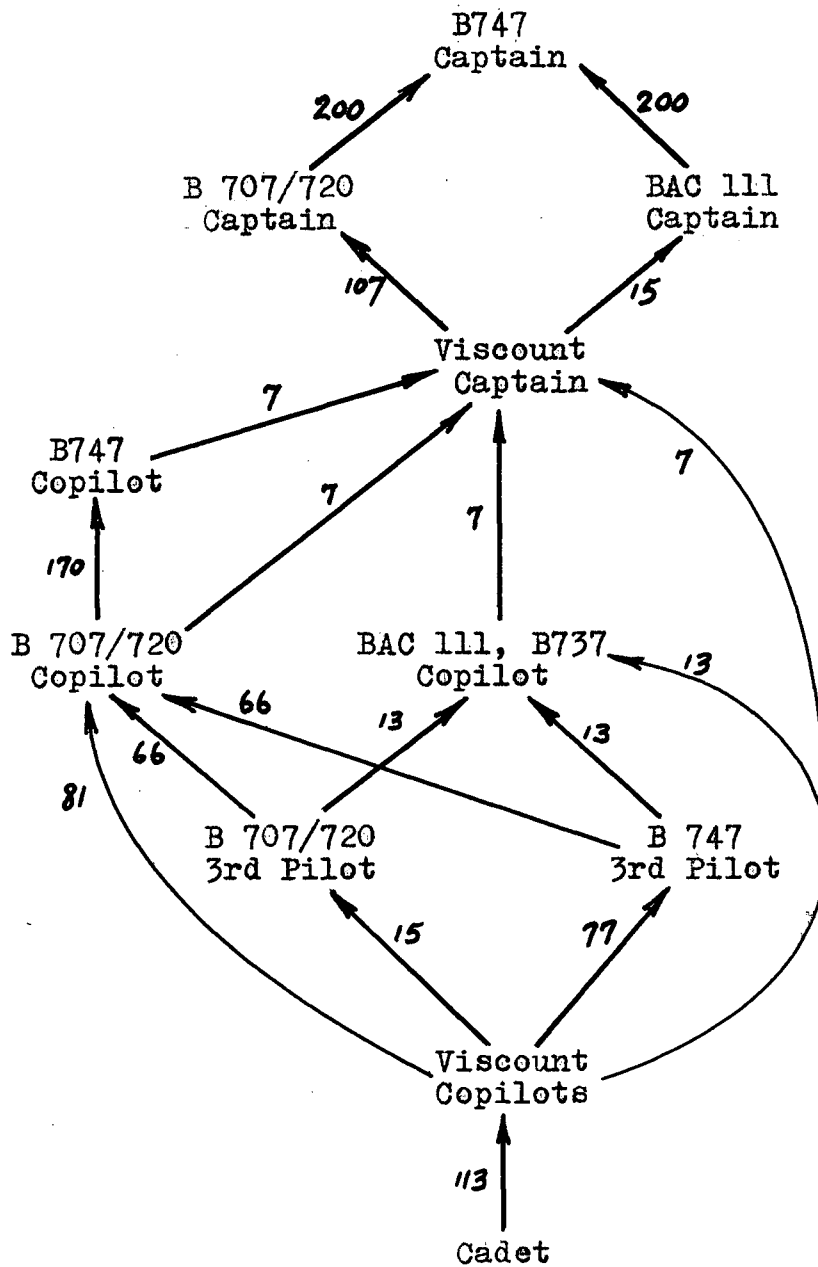 B747
Captain
200
200
B 707/720
Captain
BAC 111
Captain
107
15
Viscount
Captain
7
B747
Copilot
7
7
7
170
B 707/720
Copilot
BAC 111, B737
Copilot
13
66
13
13
66
81
B 707/720
3rd Pilot
B 747
3rd Pilot
15
77
Viscount
Copilots
113
Cadet